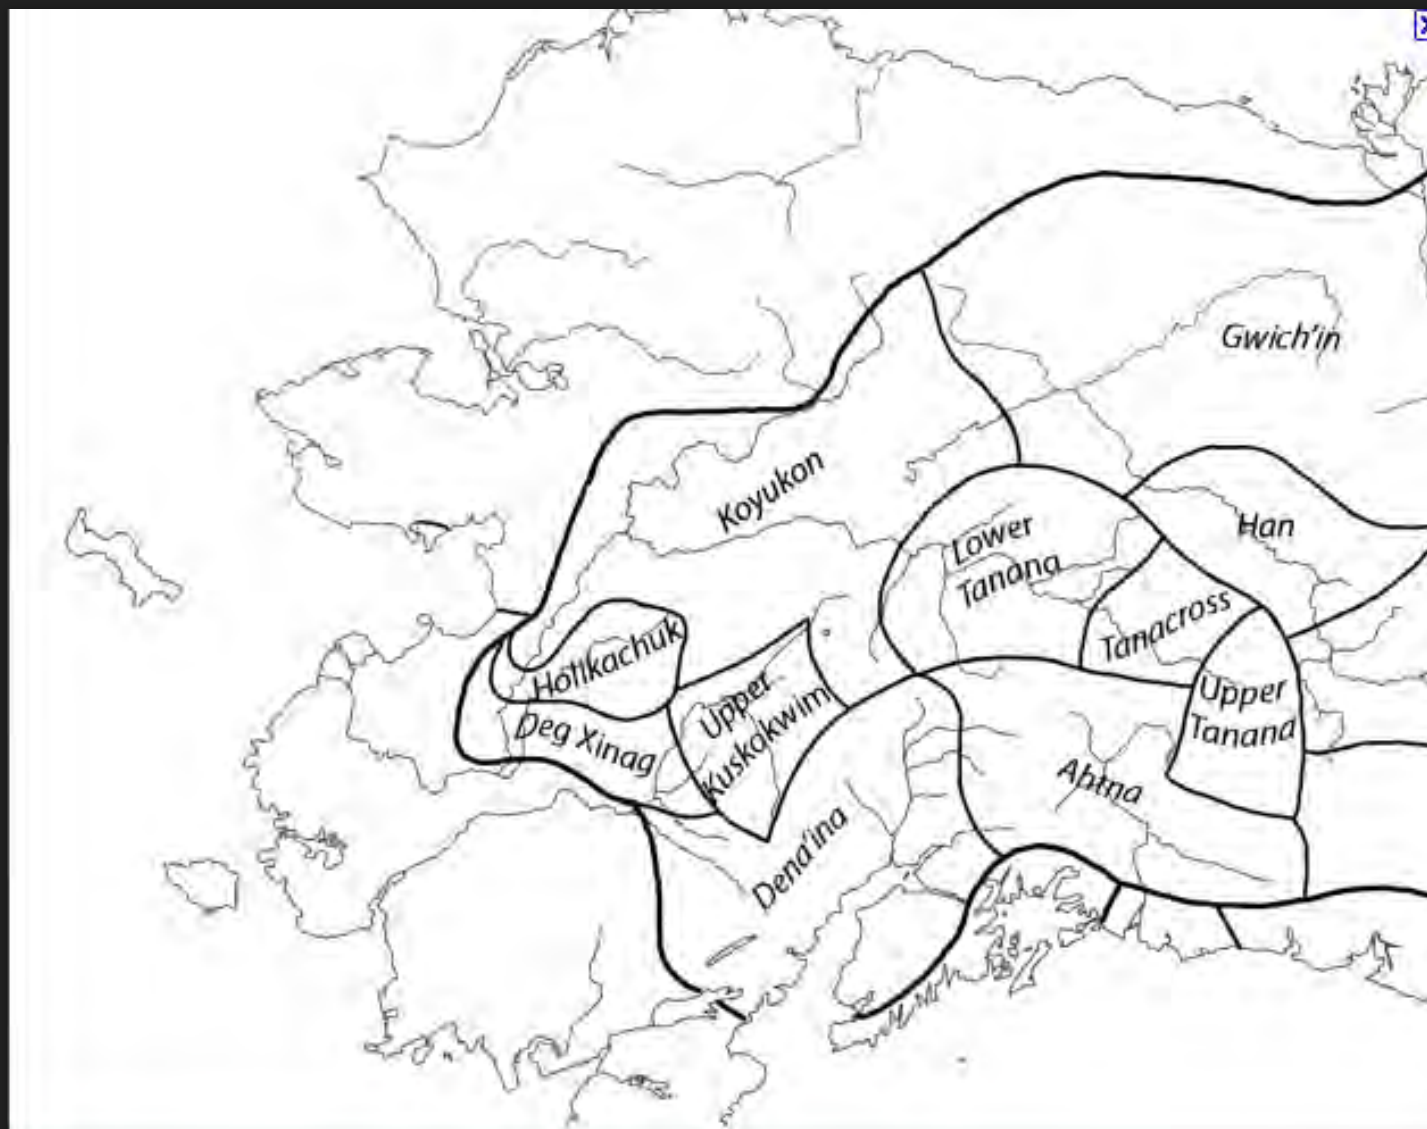 Gwich'in
Koyukon
Han
Lower
Tanana
Tanacross
Holikachuk
Upper
Kuskokwim
Deg Xinag
Upper
Tanana
Ahtna
Dena'ina